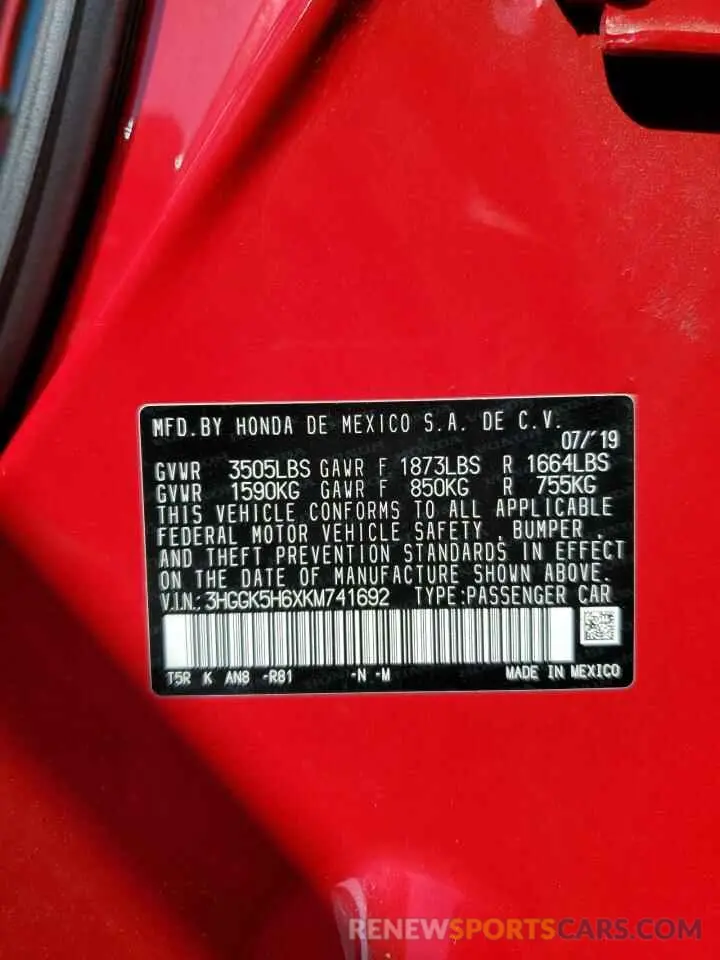 MFD.BY HONDA DE MEXICO S.A. DE C.V.
07/'19
GVWR 3505LBS GAWR F 1873LBS R 1664LBS
GVWR 1590KG GAWR F 850KG R 755KG
THIS VEHICLE CONFORMS TO ALL APPLICABLE
FEDERAL MOTOR VEHICLE SAFETY , BUMPER ,
AND THEFT PREVENTION STANDARDS IN EFFECT
ON THE DATE OF MANUFACTURE SHOWN ABOVE.
V.I.N.: 3HGGK5H6XKM741692 TYPE:PASSENGER CAR
T5R K AN8 -R81 -N -M MADE IN MEXICO
RENEWSPORTSCARS.COM